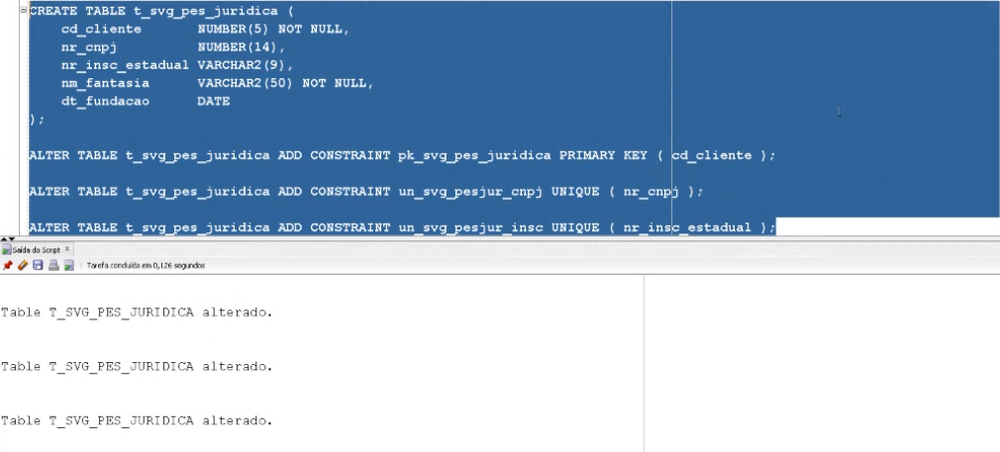 CREATE TABLE t_svg_pes_juridica (
    cd_cliente       NUMBER(5) NOT NULL,
    nr_cnpj          NUMBER(14),
    nr_insc_estadual VARCHAR2(9),
    nm_fantasia      VARCHAR2(50) NOT NULL,
    dt_fundacao      DATE
);
ALTER TABLE t_svg_pes_juridica ADD CONSTRAINT pk_svg_pes_juridica PRIMARY KEY ( cd_cliente );
ALTER TABLE t_svg_pes_juridica ADD CONSTRAINT un_svg_pesjur_cnpj UNIQUE ( nr_cnpj );
ALTER TABLE t_svg_pes_juridica ADD CONSTRAINT un_svg_pesjur_insc UNIQUE ( nr_insc_estadual );
Saída do Script
Tarefa concluída em 0,126 segundos
Table T_SVG_PES_JURIDICA alterado.
Table T_SVG_PES_JURIDICA alterado.
Table T_SVG_PES_JURIDICA alterado.